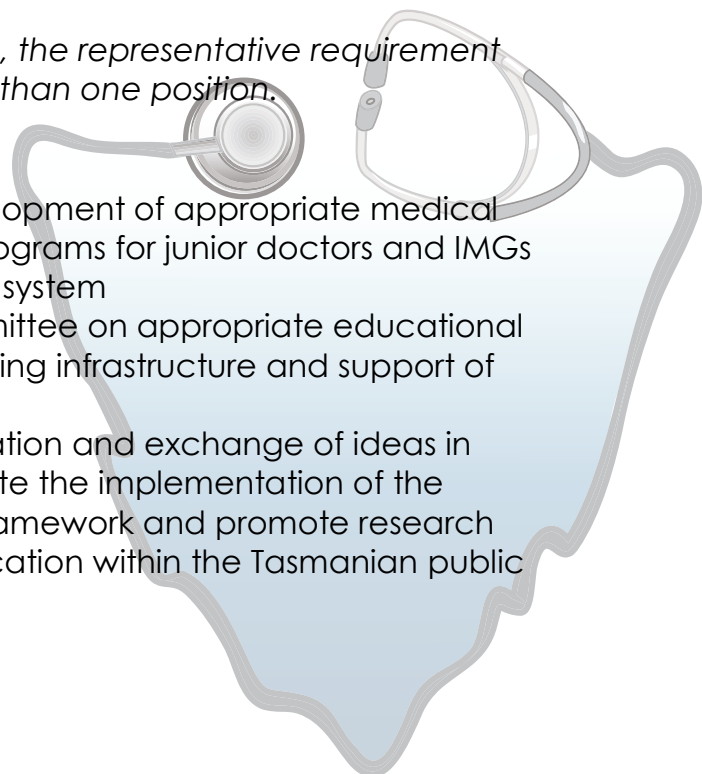 , the representative requirement
than one position.
opment of appropriate medical
ograms for junior doctors and IMGs
system
mittee on appropriate educational
ing infrastructure and support of
ation and exchange of ideas in
te the implementation of the
amework and promote research
cation within the Tasmanian public